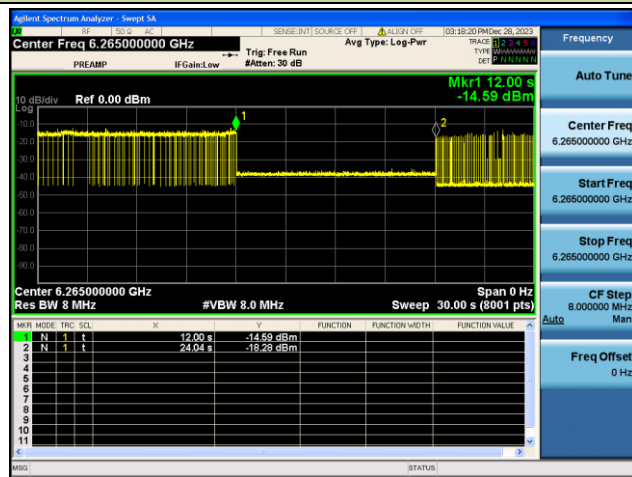 Agilent Spectrum Analyzer - Swept SA
RF 50 Ω AC SENSE:INT SOURCE OFF ALIGN OFF 03:18:20 PM Dec 28, 2023
Center Freq 6.265000000 GHz Avg Type: Log-Pwr TRACE 1 2 3 4 5 6
Trig: Free Run TYPE
PREAMP IFGain:Low #Atten: 30 dB DET P N N N N N
Mkr1 12.00 s
10 dB/div Ref 0.00 dBm -14.59 dBm
Log
-10.0
1
2
-20.0
-30.0
-40.0
-50.0
-60.0
-70.0
-80.0
-90.0
Center 6.265000000 GHz Span 0 Hz
Res BW 8 MHz #VBW 8.0 MHz Sweep 30.00 s (8001 pts)
MKR MODE TRC SCL X Y FUNCTION FUNCTION WIDTH FUNCTION VALUE
1 N 1 t 12.00 s -14.59 dBm
2 N 1 t 24.04 s -18.28 dBm
3
4
5
6
7
8
9
10
11
MSG STATUS
Frequency
Auto Tune
Center Freq
6.265000000 GHz
Start Freq
6.265000000 GHz
Stop Freq
6.265000000 GHz
CF Step
8.000000 MHz
Auto Man
Freq Offset
0 Hz